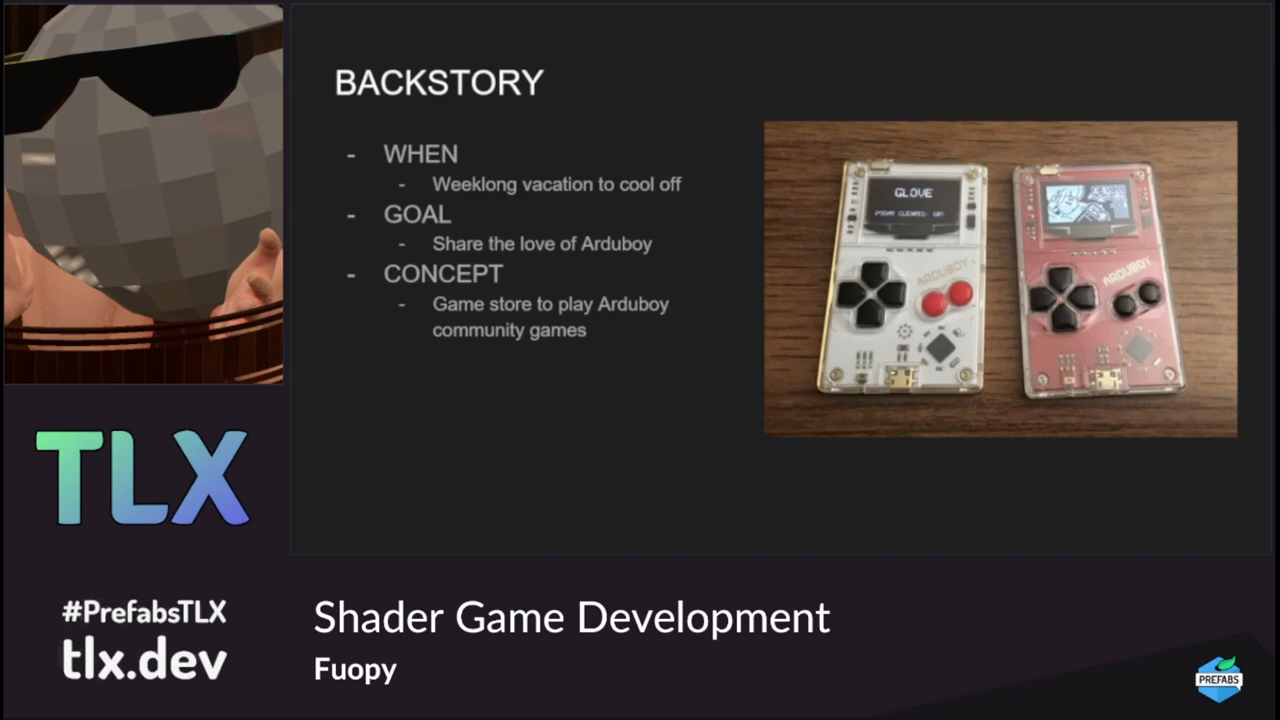 BACKSTORY
- WHEN
- Weeklong vacation to cool off
- GOAL
- Share the love of Arduboy
- CONCEPT
- Game store to play Arduboy
community games
GLOVE
ARDUBOY
ARDUBOY
TLX
#PrefabsTLX
tlx.dev
Shader Game Development
Fuopy
PREFABS